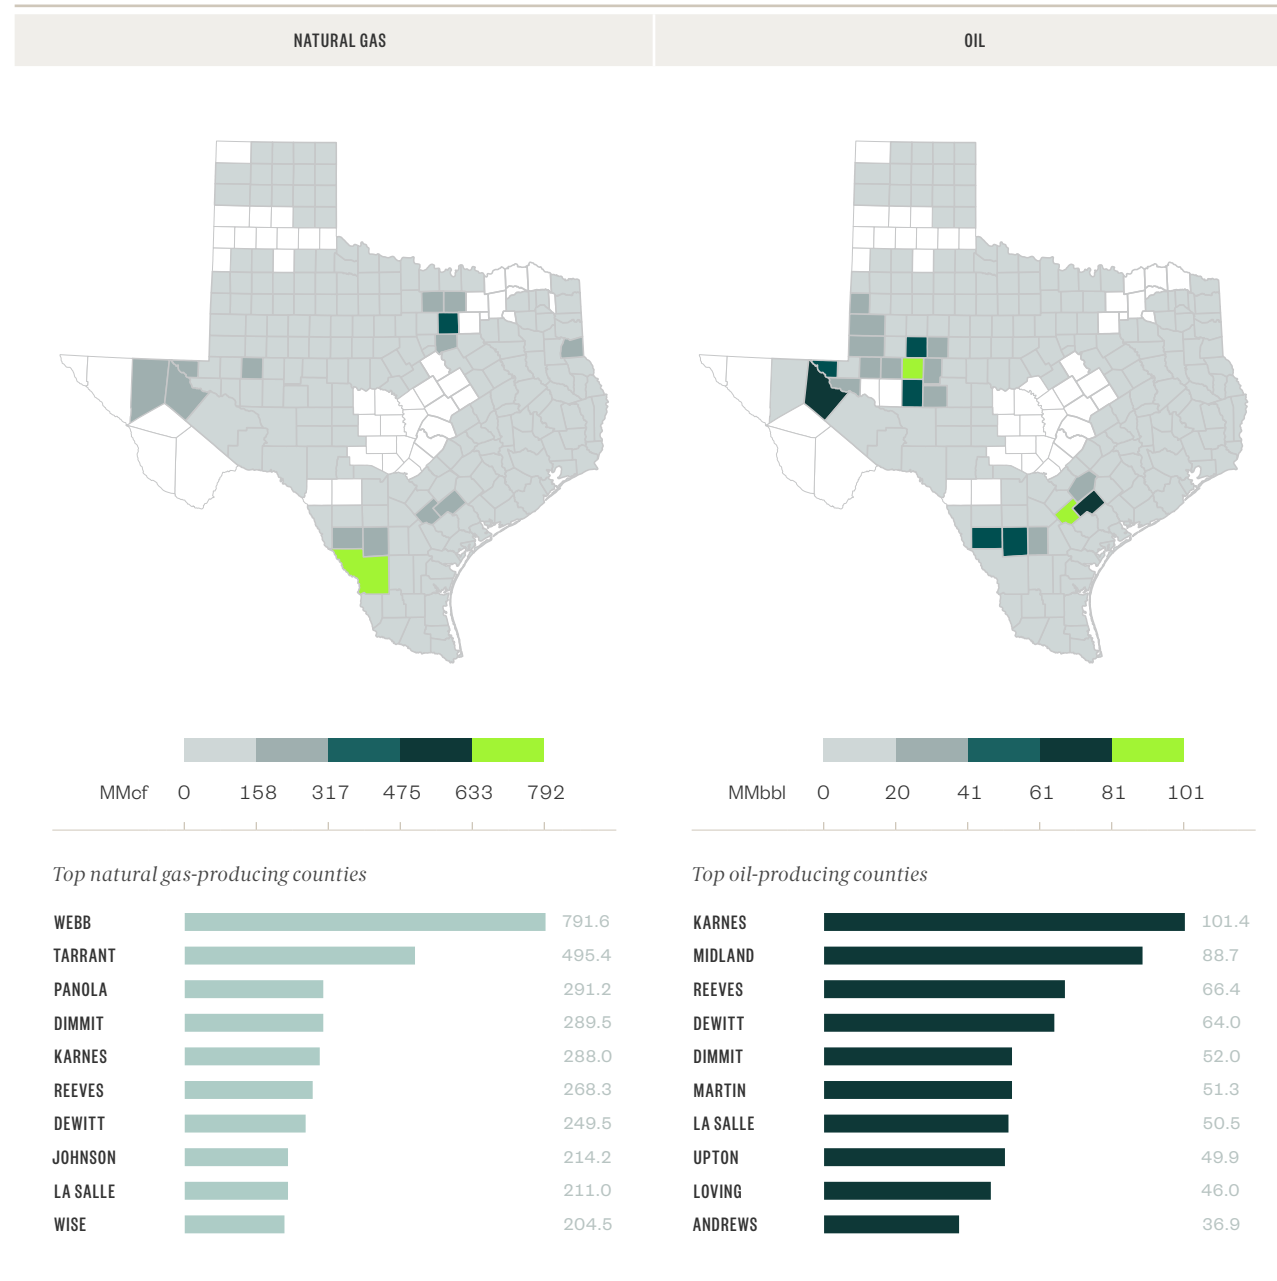 NATURAL GAS
OIL
MMcf 0 158 317 475 633 792
MMbbl 0 20 41 61 81 101
Top natural gas-producing counties
WEBB 791.6
TARRANT 495.4
PANOLA 291.2
DIMMIT 289.5
KARNES 288.0
REEVES 268.3
DEWITT 249.5
JOHNSON 214.2
LA SALLE 211.0
WISE 204.5
Top oil-producing counties
KARNES 101.4
MIDLAND 88.7
REEVES 66.4
DEWITT 64.0
DIMMIT 52.0
MARTIN 51.3
LA SALLE 50.5
UPTON 49.9
LOVING 46.0
ANDREWS 36.9